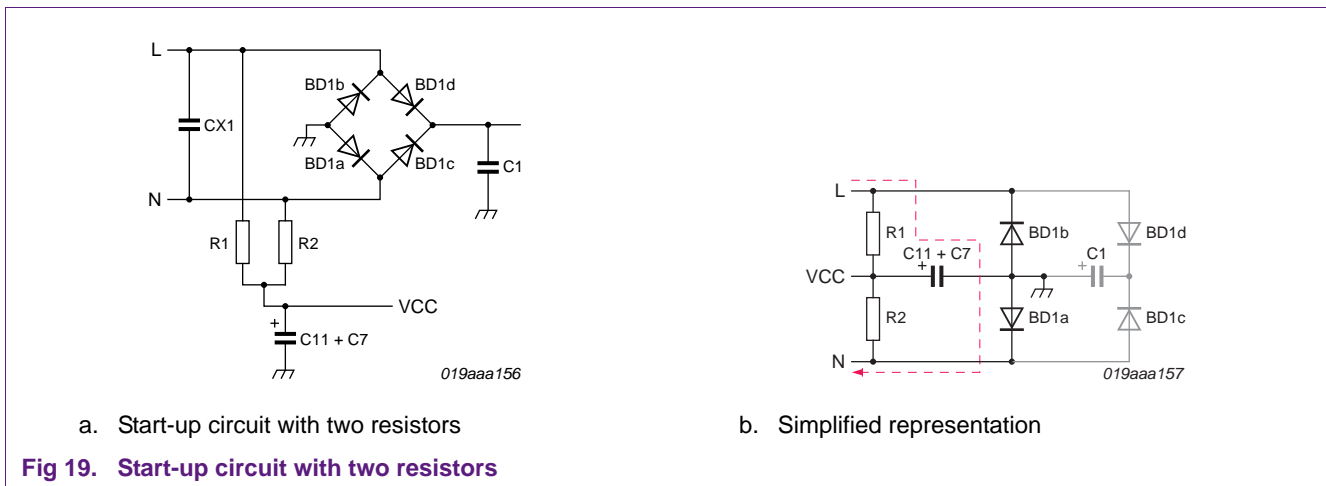 L
BD1b
BD1d
CX1
BD1a
BD1c
C1
N
R1
R2
VCC
+
C11 + C7
019aaa156
L
R1
BD1b
BD1d
C11 + C7
+
C1
+
VCC
R2
BD1a
BD1c
N
019aaa157
a. Start-up circuit with two resistors
b. Simplified representation
Fig 19. Start-up circuit with two resistors